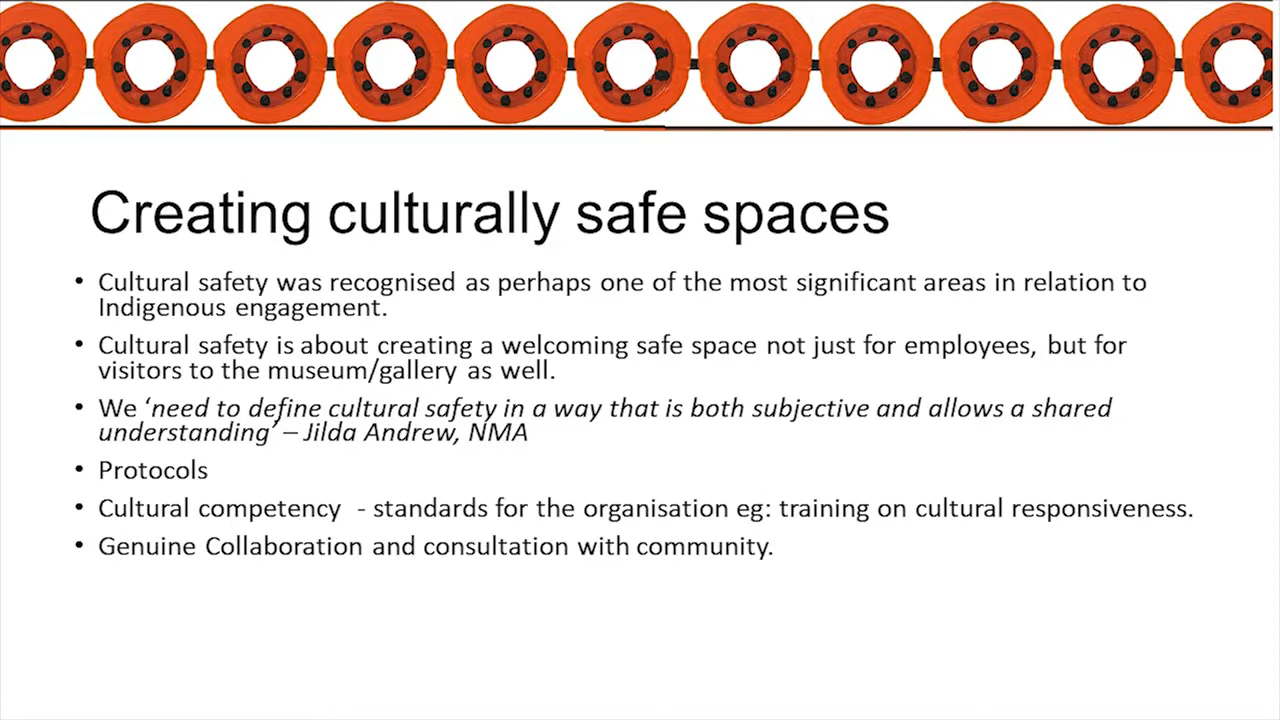 Creating culturally safe spaces
• Cultural safety was recognised as perhaps one of the most significant areas in relation to
Indigenous engagement.
• Cultural safety is about creating a welcoming safe space not just for employees, but for
visitors to the museum/gallery as well.
• We ‘need to define cultural safety in a way that is both subjective and allows a shared
understanding’ – Jilda Andrew, NMA
• Protocols
• Cultural competency - standards for the organisation eg: training on cultural responsiveness.
• Genuine Collaboration and consultation with community.